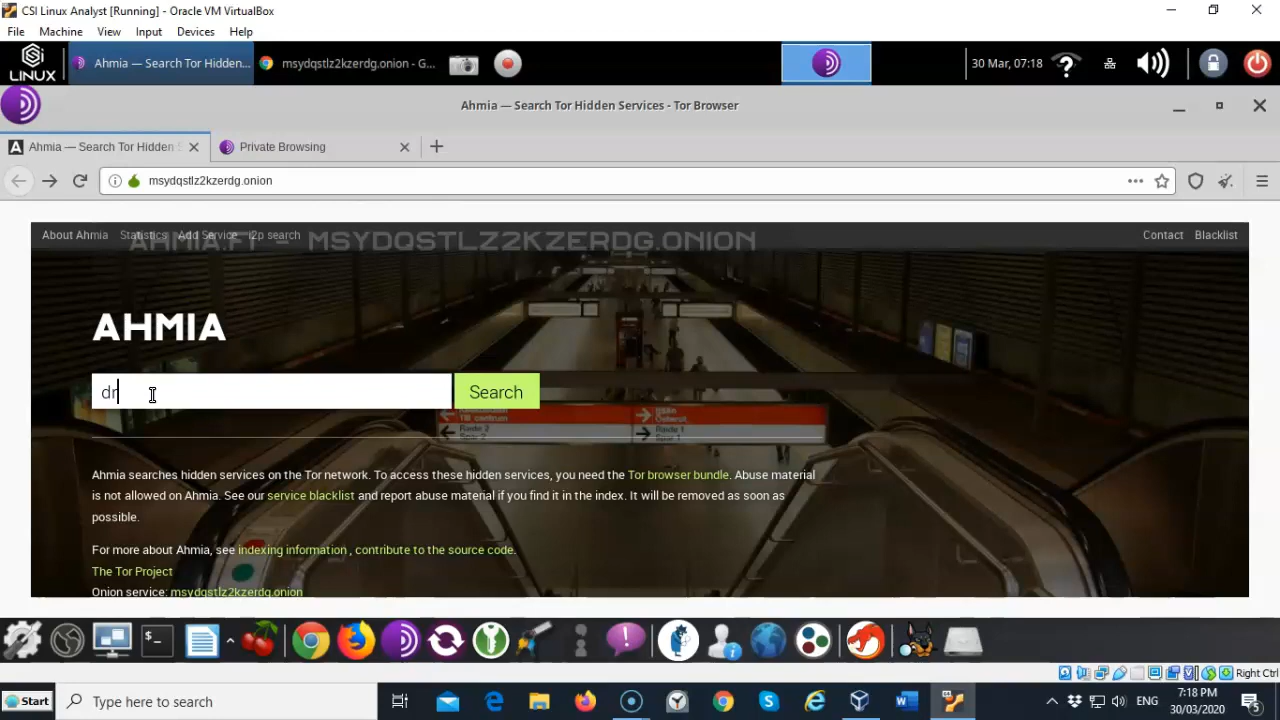 CSI Linux Analyst [Running] - Oracle VM VirtualBox
File Machine View Input Devices Help
LINUX
Ahmia — Search Tor Hidden...
msydqstlz2kzerdg.onion - G...
30 Mar, 07:18
Ahmia — Search Tor Hidden Services - Tor Browser
Ahmia — Search Tor Hidden S
Private Browsing
msydqstlz2kzerdg.onion
AHMIA.FI - MSYDQSTLZ2KZERDG.ONION
About Ahmia Statistics Add Service i2p search
Contact Blacklist
AHMIA
dr
Search
Route 2
Route 1
Ahmia searches hidden services on the Tor network. To access these hidden services, you need the Tor browser bundle. Abuse material
is not allowed on Ahmia. See our service blacklist and report abuse material if you find it in the index. It will be removed as soon as
possible.
For more about Ahmia, see indexing information , contribute to the source code.
The Tor Project
Onion service: msydqstlz2kzerdg.onion
Right Ctrl
Start
Type here to search
ENG
7:18 PM
30/03/2020
5